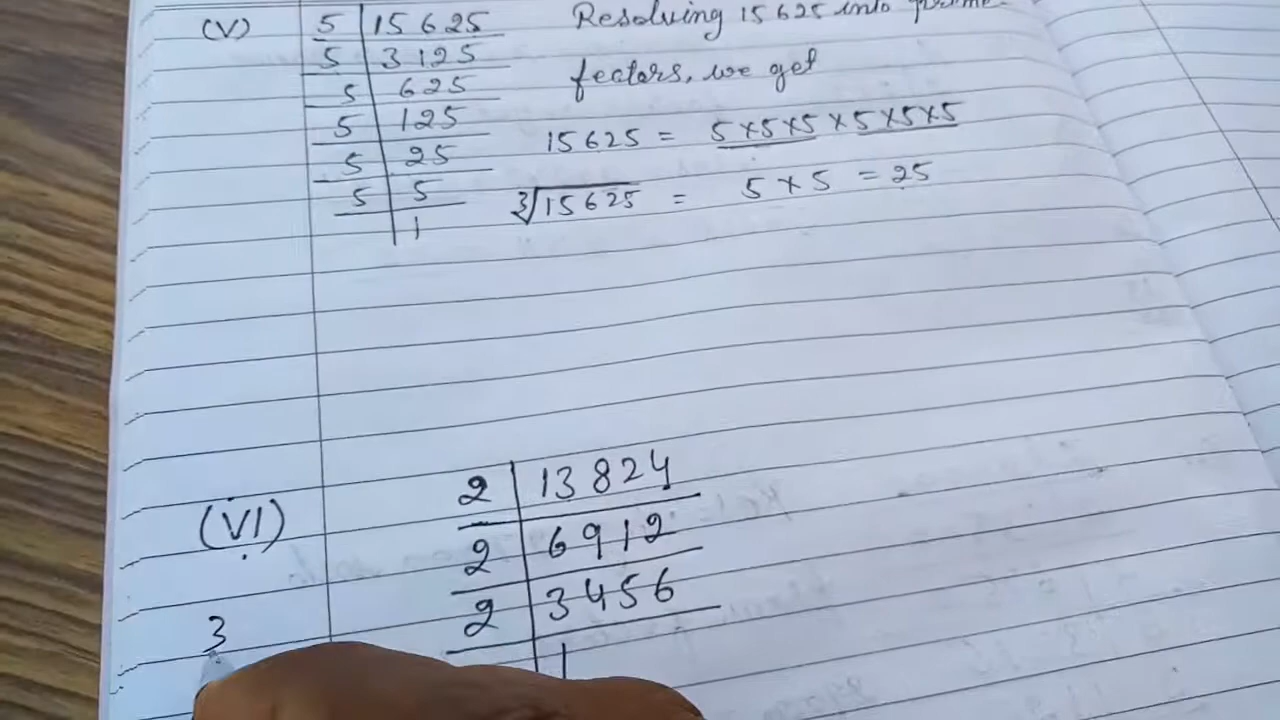 (V)
5 | 15625
5 | 3125
5 | 625
5 | 125
5 | 25
5 | 5
1
Resolving 15625 into prime
fectors, we get
15625 = 5×5×5×5×5×5
∛15625 = 5×5 = 25
(VI)
2 | 13824
2 | 6912
2 | 3456
1
3